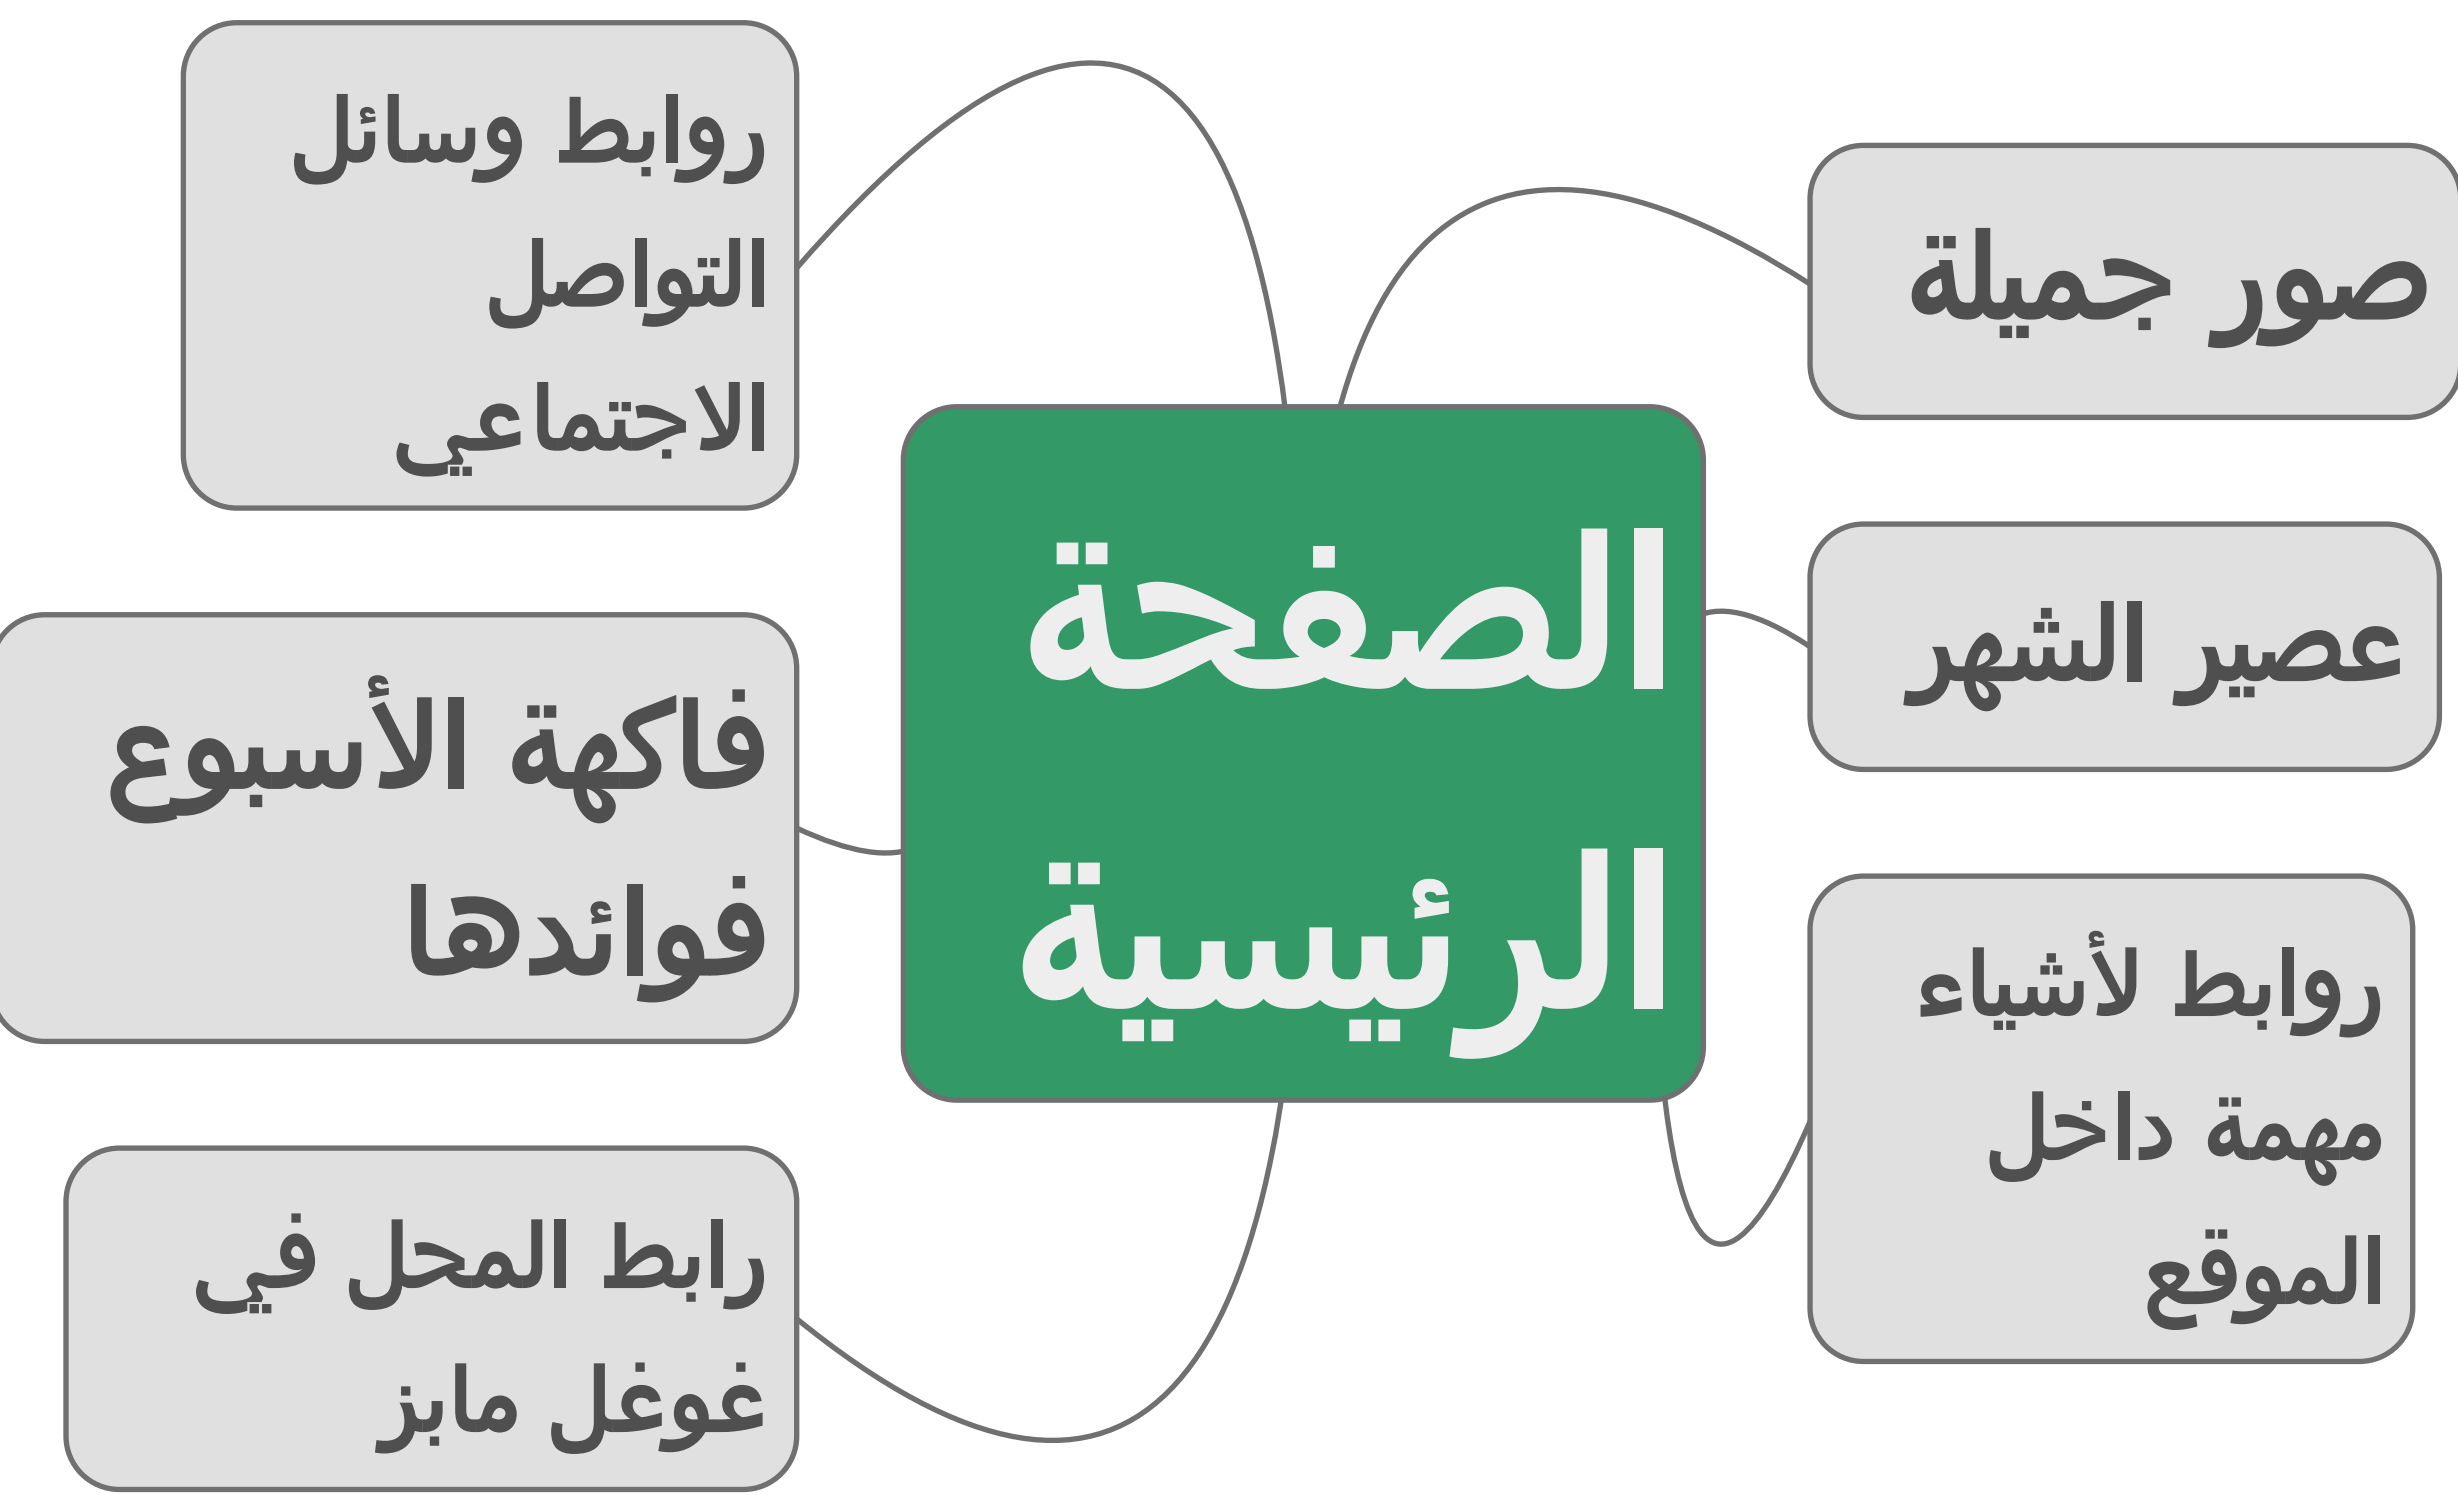 الصفحة
الرئيسية
صور جميلة
عصير الشهر
روابط لأشياء
مهمة داخل
الموقع
روابط وسائل
التواصل
الاجتماعي
فاكهة الأسبوع
فوائدها
رابط المحل في
غوغل مابز